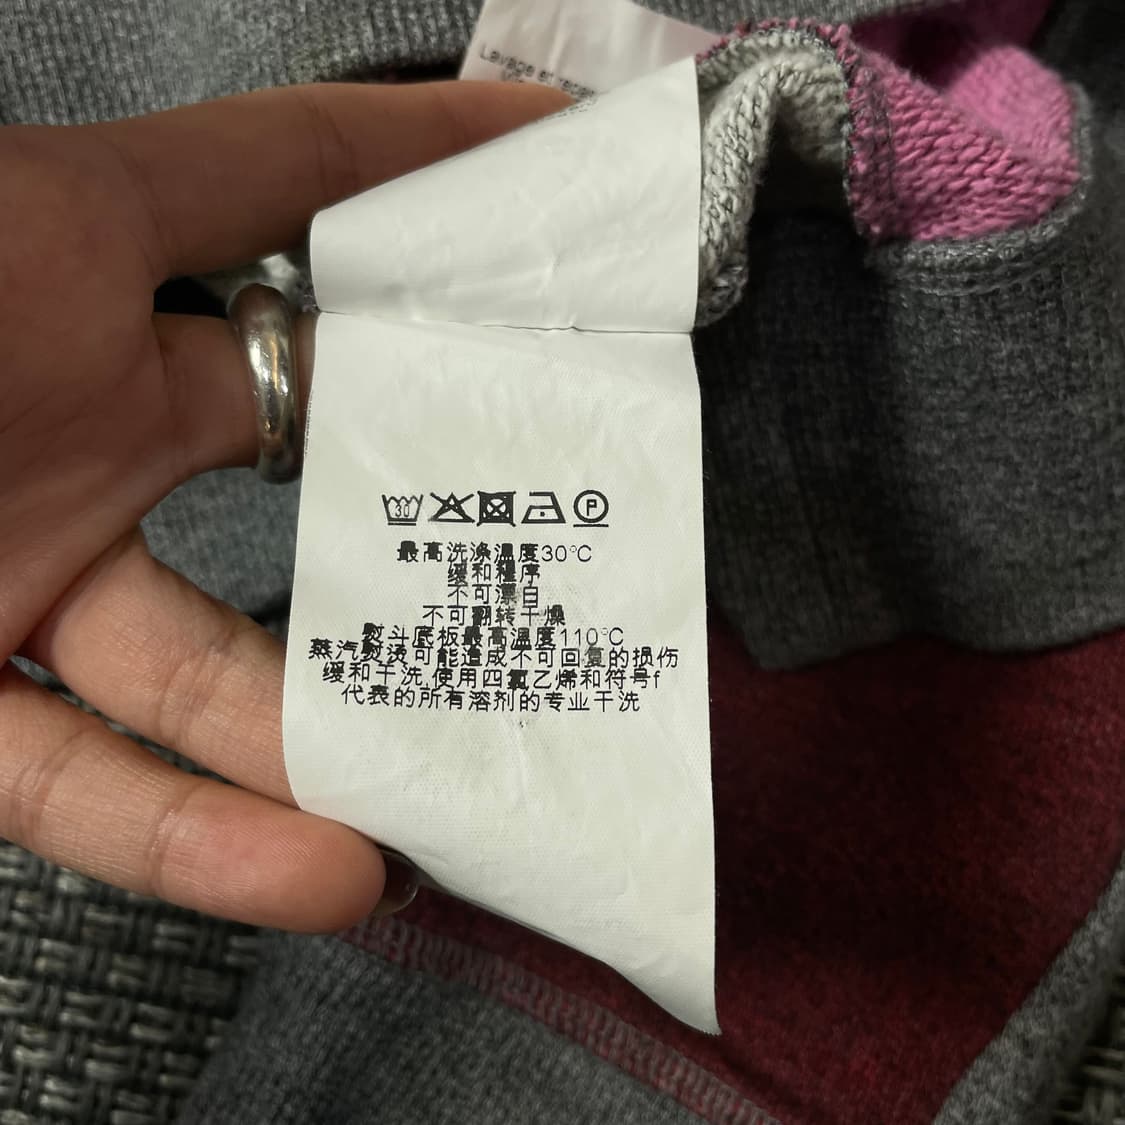 Lavage et
30
P
最高洗涤温度30°C
缓和程序
不可漂白
不可翻转干燥
熨斗底板最高温度110°C
蒸汽熨烫可能造成不可回复的损伤
缓和干洗,使用四氯乙烯和符号f
代表的所有溶剂的专业干洗